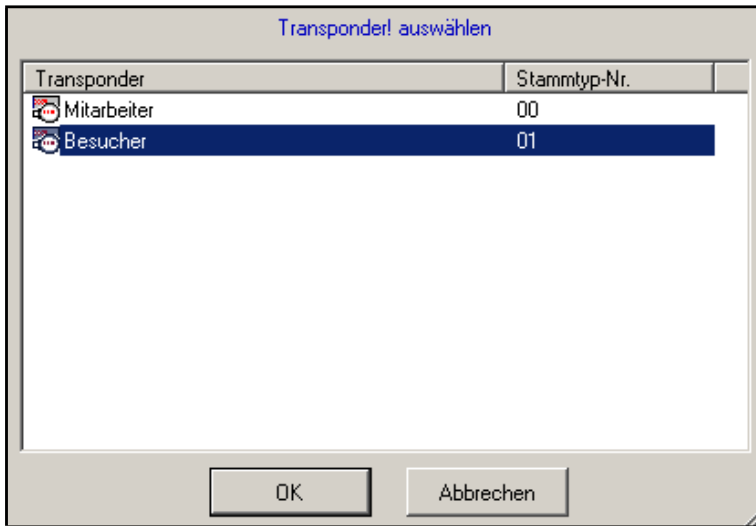 Transponder! auswählen
Transponder Stammtyp-Nr.
Mitarbeiter 00
Besucher 01
OK Abbrechen